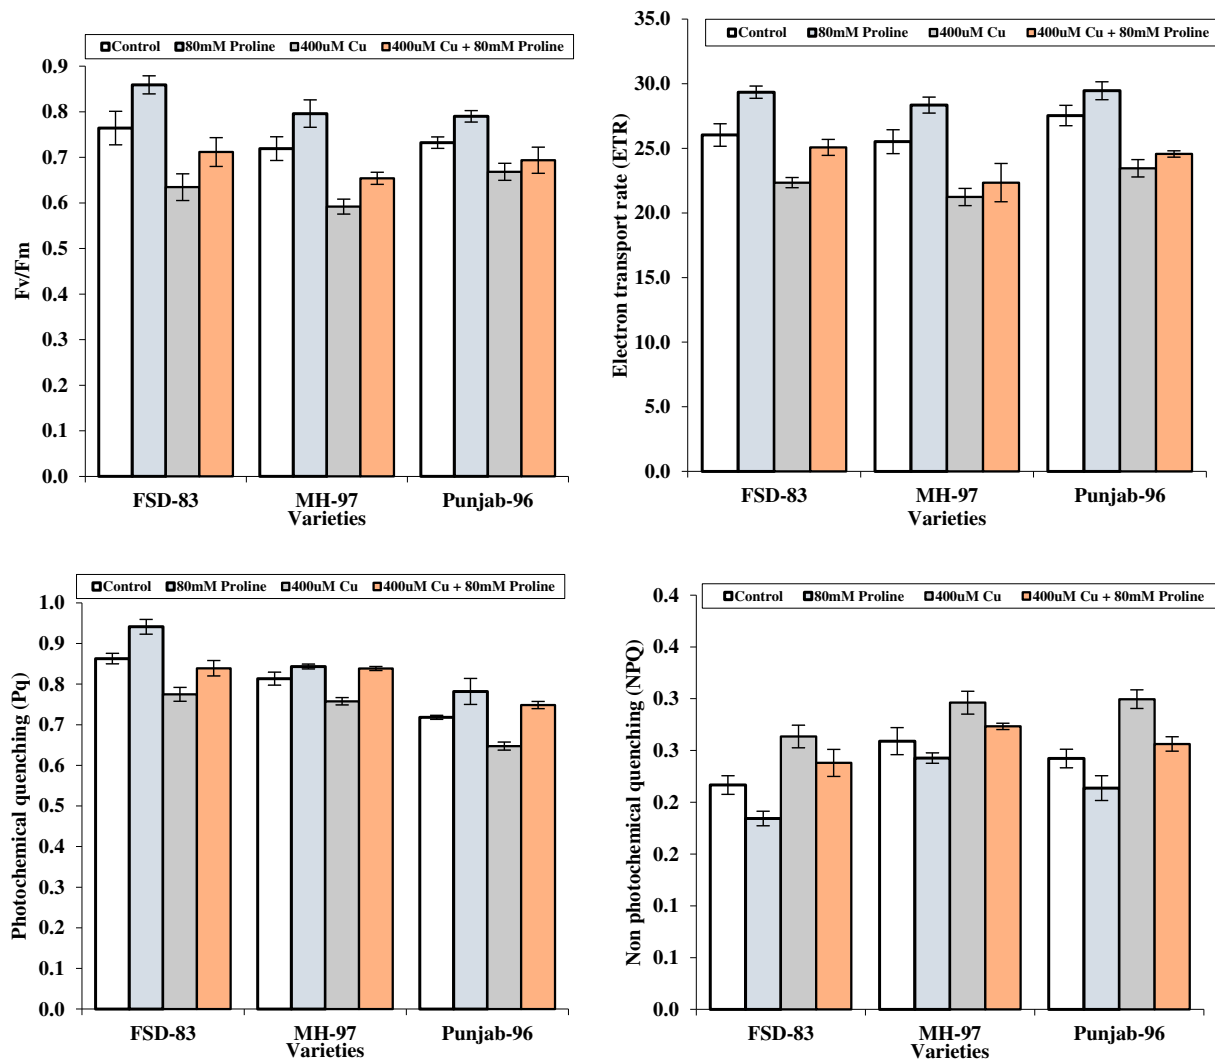 Control 80mM Proline 400uM Cu 400uM Cu + 80mM Proline
0.9
0.8
0.7
0.6
0.5
0.4
0.3
0.2
0.1
0.0
Fv/Fm
FSD-83 MH-97 Punjab-96
Varieties
35.0
Control 80mM Proline 400uM Cu 400uM Cu + 80mM Proline
30.0
25.0
20.0
15.0
10.0
5.0
0.0
Electron transport rate (ETR)
FSD-83 MH-97 Punjab-96
Varieties
Control 80mM Proline 400uM Cu 400uM Cu + 80mM Proline
1.0
0.9
0.8
0.7
0.6
0.5
0.4
0.3
0.2
0.1
0.0
Photochemical quenching (Pq)
FSD-83 MH-97 Punjab-96
Varieties
0.4
Control 80mM Proline 400uM Cu 400uM Cu + 80mM Proline
0.4
0.3
0.3
0.2
0.2
0.1
0.1
0.0
Non photochemical quenching (NPQ)
FSD-83 MH-97 Punjab-96
Varieties